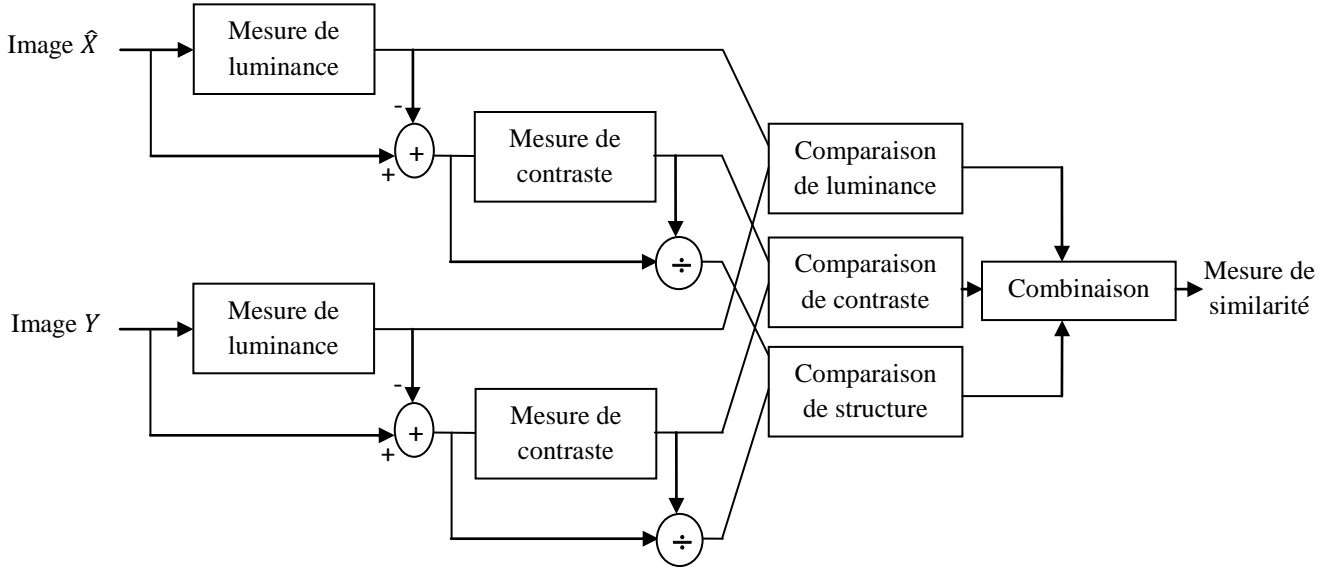 Image X̂
Mesure de
luminance
-
+
+
Mesure de
contraste
÷
Image Y
Mesure de
luminance
-
+
+
Mesure de
contraste
÷
Comparaison
de luminance
Comparaison
de contraste
Comparaison
de structure
Combinaison
Mesure de
similarité